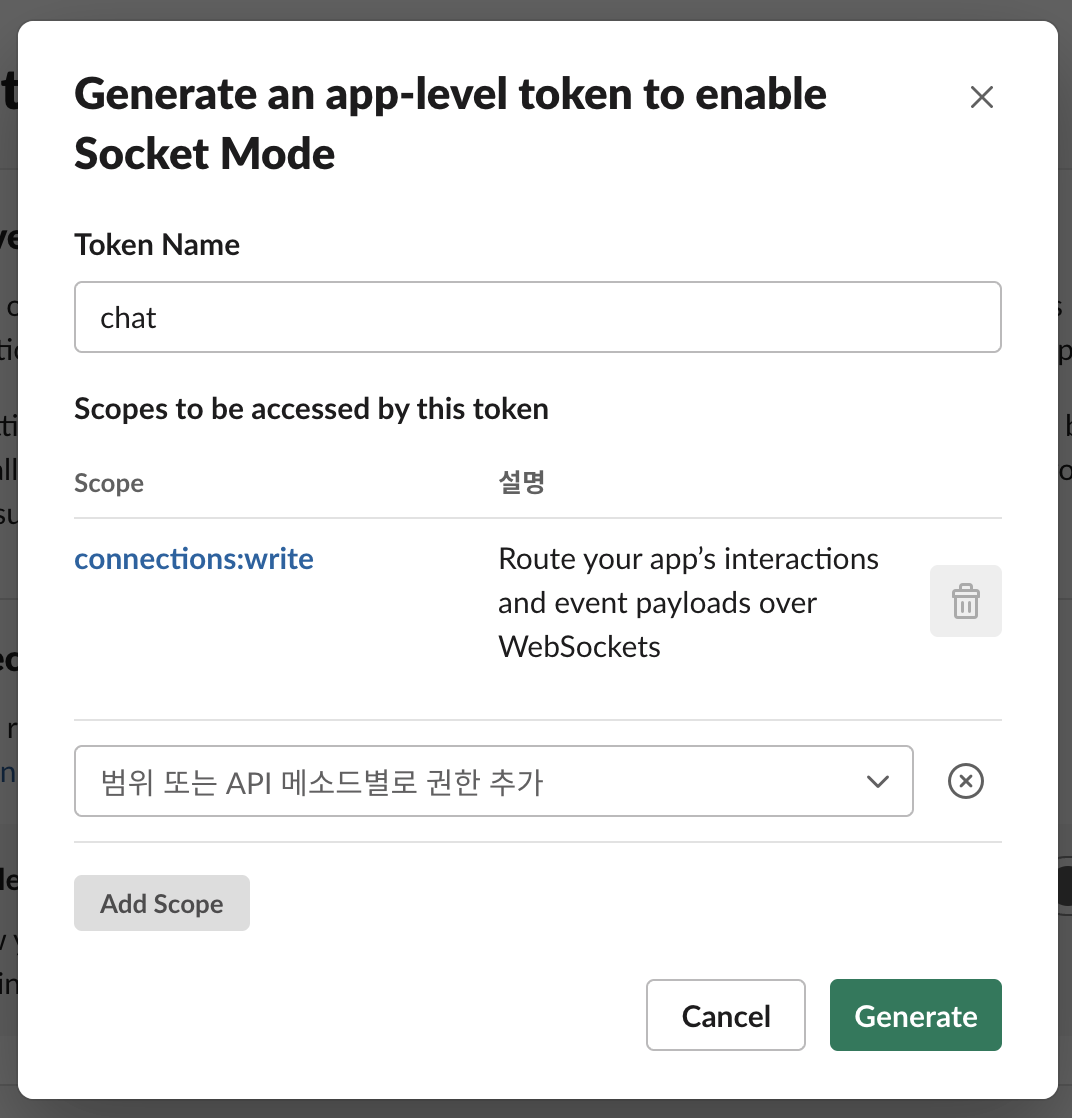 Generate an app-level token to enable
Socket Mode
Token Name
chat
Scopes to be accessed by this token
Scope 설명
connections:write Route your app’s interactions
and event payloads over
WebSockets
범위 또는 API 메소드별로 권한 추가
Add Scope
Cancel Generate